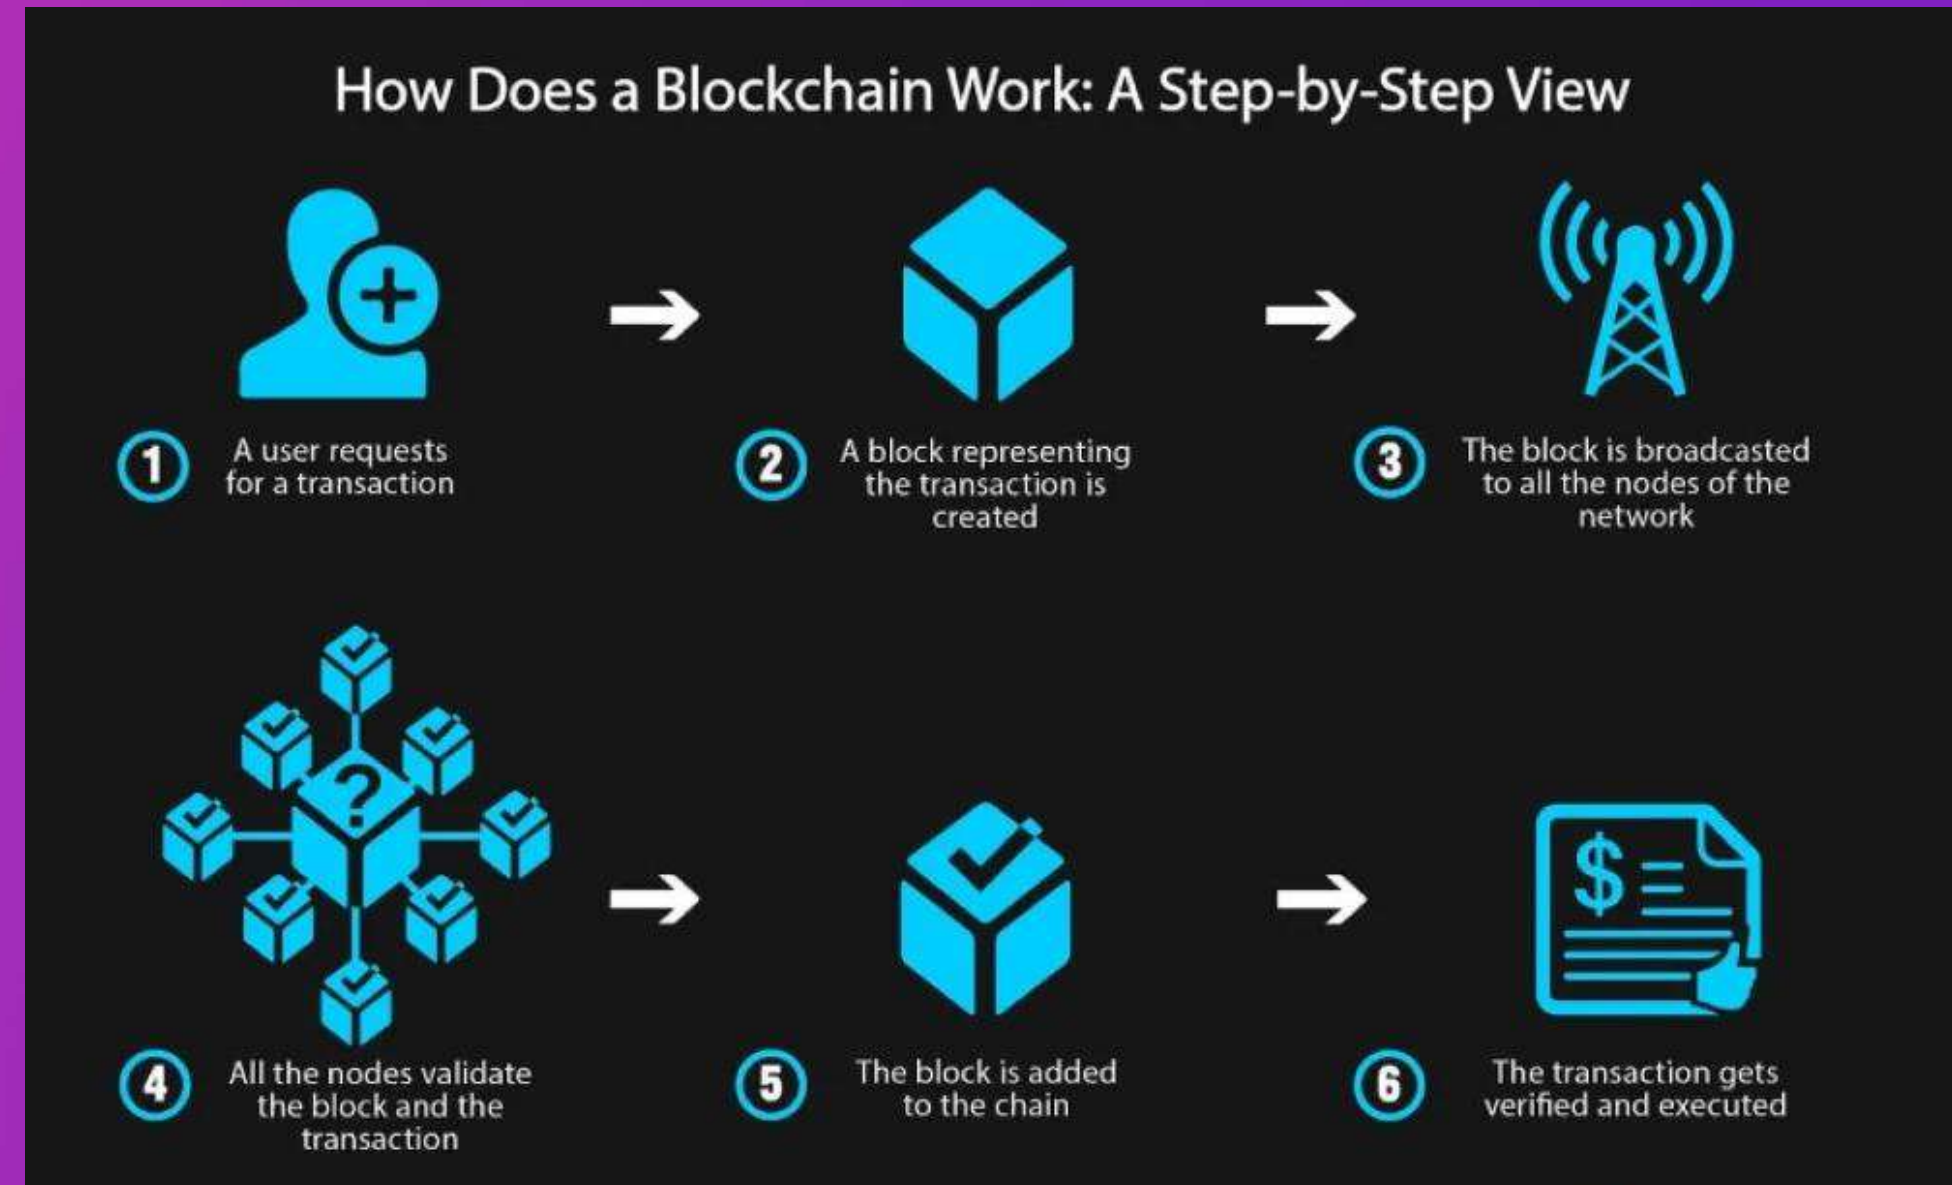 How Does a Blockchain Work: A Step-by-Step View
1
A user requests
for a transaction
2
A block representing
the transaction is
created
3
The block is broadcasted
to all the nodes of the
network
?
4
All the nodes validate
the block and the
transaction
5
The block is added
to the chain
$
6
The transaction gets
verified and executed